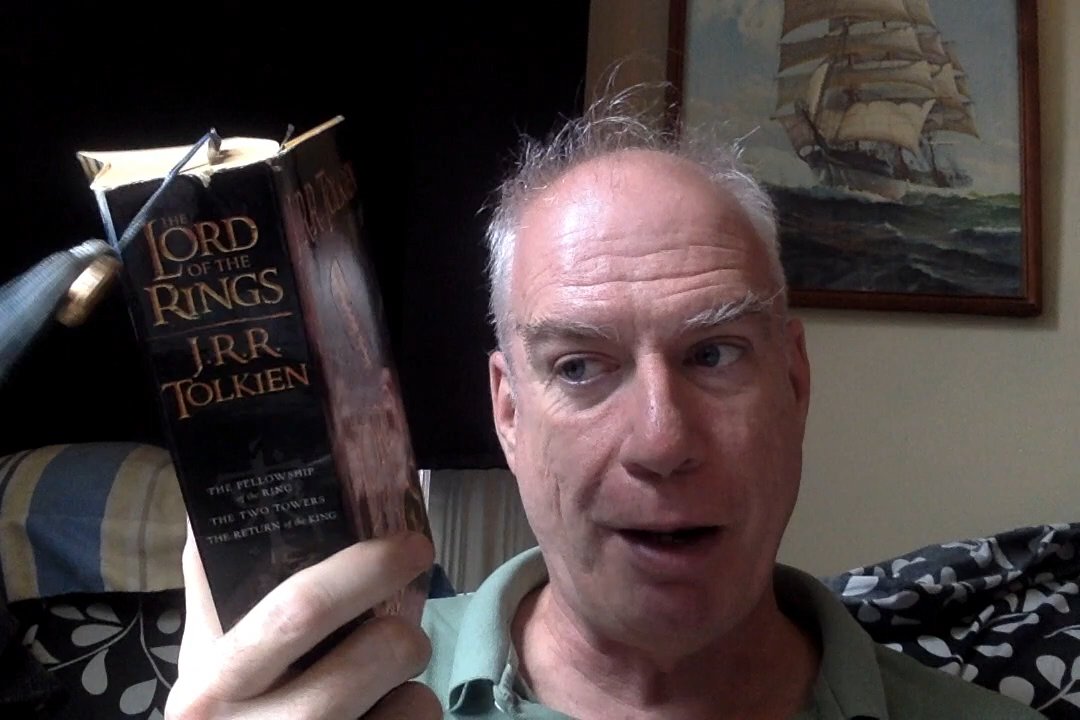 THE
LORD
OF THE
RINGS
J.R.R.
TOLKIEN
THE FELLOWSHIP
of the RING
THE TWO TOWERS
THE RETURN of the KING
J.R.R. TOLKIEN